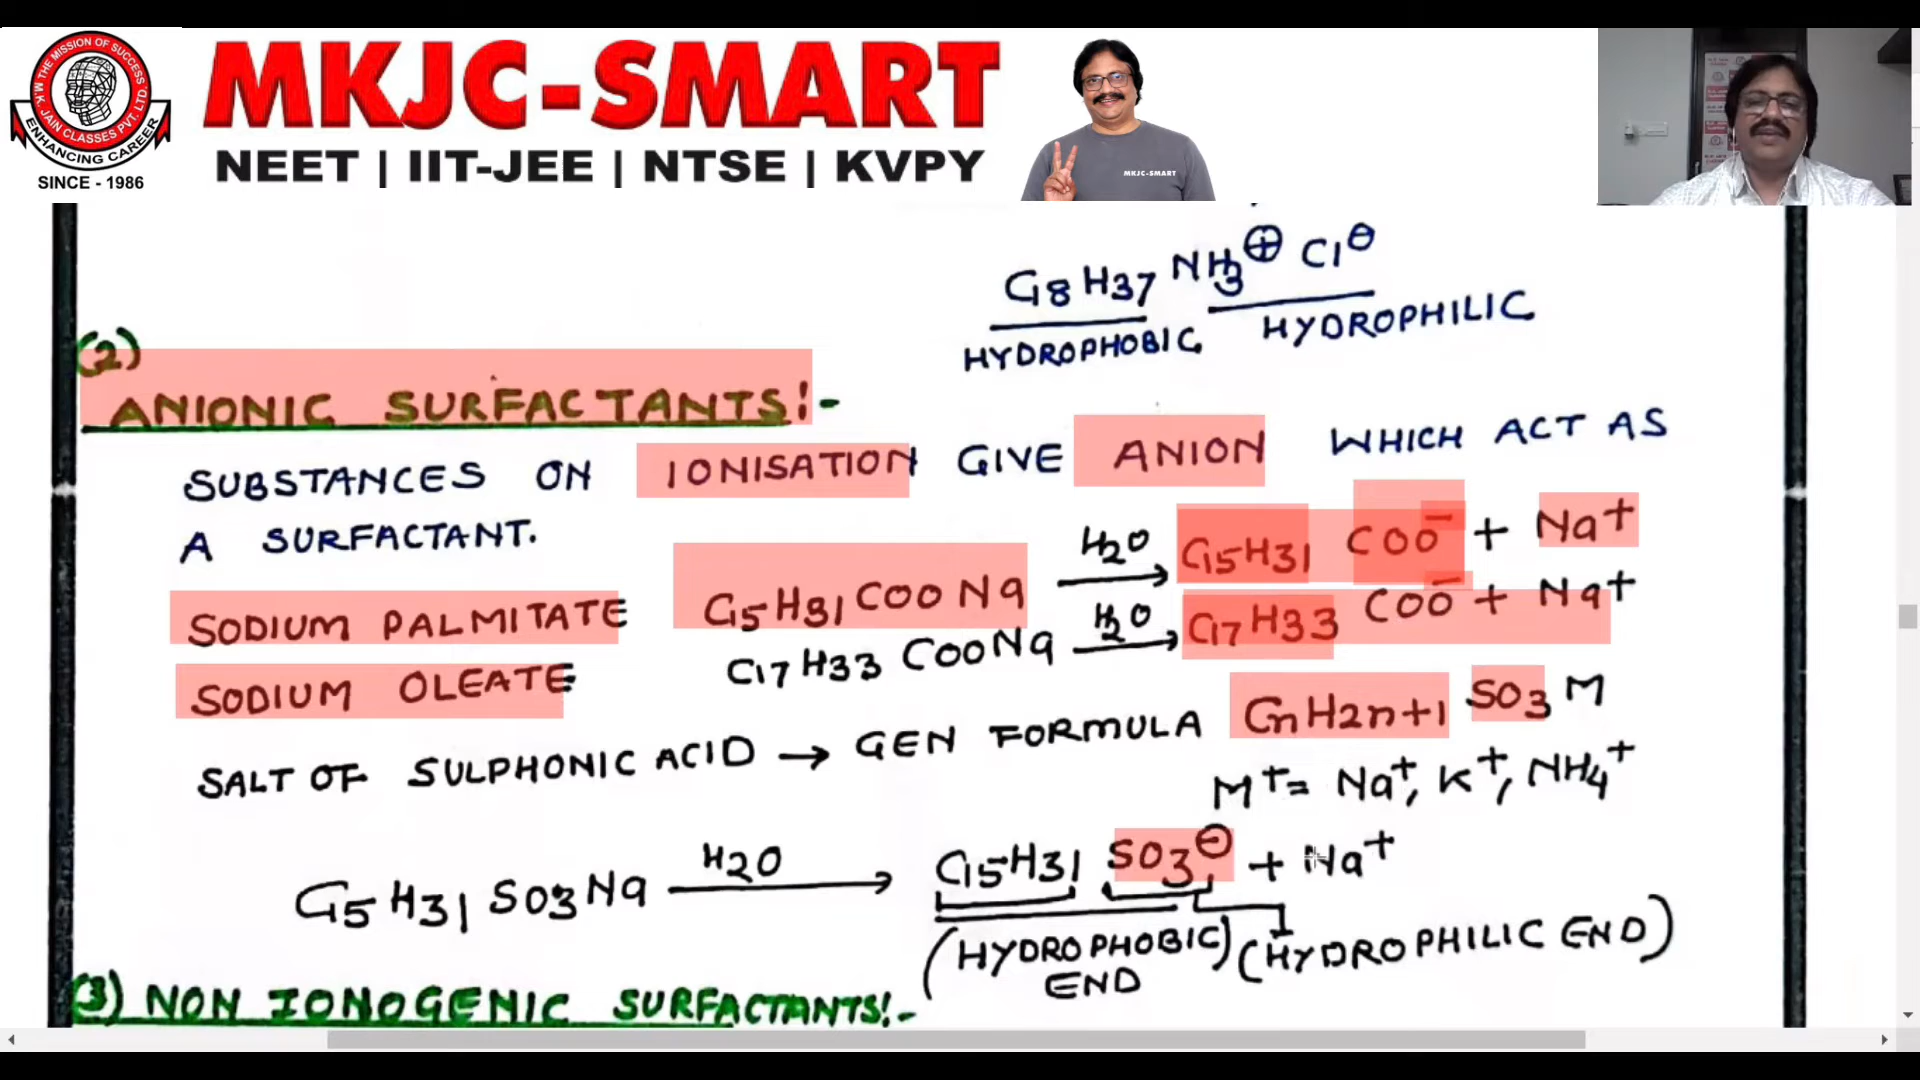 THE MISSION OF SUCCESS
M.K. JAIN CLASSES PVT. LTD.
ENHANCING CAREER
SINCE - 1986
MKJC-SMART
NEET | IIT-JEE | NTSE | KVPY
MKJC-SMART
C18H37 NH3⊕ Cl⊖
HYDROPHOBIC HYDROPHILIC
(2)
ANIONIC SURFACTANTS!-
SUBSTANCES ON IONISATION GIVE ANION WHICH ACT AS
A SURFACTANT.
SODIUM PALMITATE C15H31COONa H2O → C15H31 COO⁻ + Na⁺
SODIUM OLEATE C17H33 COONa H2O → C17H33 COO⁻ + Na⁺
SALT OF SULPHONIC ACID → GEN FORMULA CnH2n+1 SO3M
M⁺= Na⁺, K⁺, NH4⁺
C15H31 SO3Na H2O → C15H31 SO3⊖ + Na⁺
(HYDROPHOBIC END) (HYDROPHILIC END)
(3) NON IONOGENIC SURFACTANTS!-